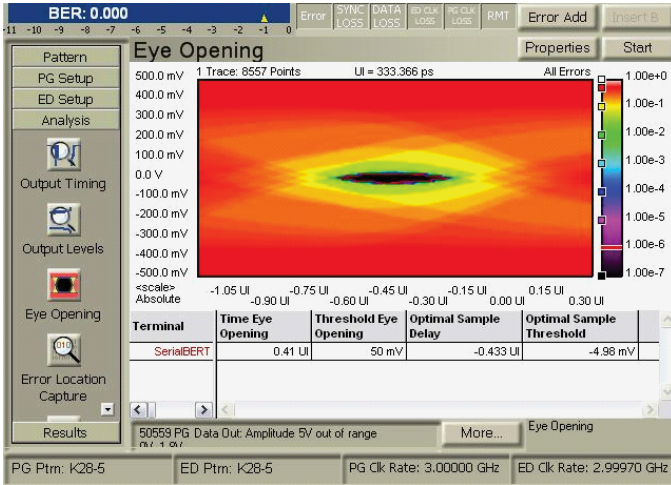 BER: 0.000
-11 -10 -9 -8 -7 -6 -5 -4 -3 -2 -1 0
Error
SYNC LOSS
DATA LOSS
ED CLK LOSS
PG CLK LOSS
RMT
Error Add
Insert B
Pattern
PG Setup
ED Setup
Analysis
Output Timing
Output Levels
Eye Opening
Error Location
Capture
Results
Eye Opening
Properties
Start
1 Trace: 8557 Points
UI = 333.366 ps
All Errors
500.0 mV
400.0 mV
300.0 mV
200.0 mV
100.0 mV
0.0 V
-100.0 mV
-200.0 mV
-300.0 mV
-400.0 mV
-500.0 mV
1.00e+0
1.00e-1
1.00e-2
1.00e-3
1.00e-4
1.00e-5
1.00e-6
1.00e-7
<scale>
Absolute
-1.05 UI -0.75 UI -0.45 UI -0.15 UI 0.15 UI
-0.90 UI -0.60 UI -0.30 UI 0.00 UI 0.30 UI
Terminal
Time Eye Opening
Threshold Eye Opening
Optimal Sample Delay
Optimal Sample Threshold
SerialBERT 0.41 UI 50 mV -0.433 UI -4.98 mV
50559 PG Data Out: Amplitude 5V out of range
More...
Eye Opening
PG Ptrn: K28-5
ED Ptrn: K28-5
PG Clk Rate: 3.00000 GHz
ED Clk Rate: 2.99970 GHz